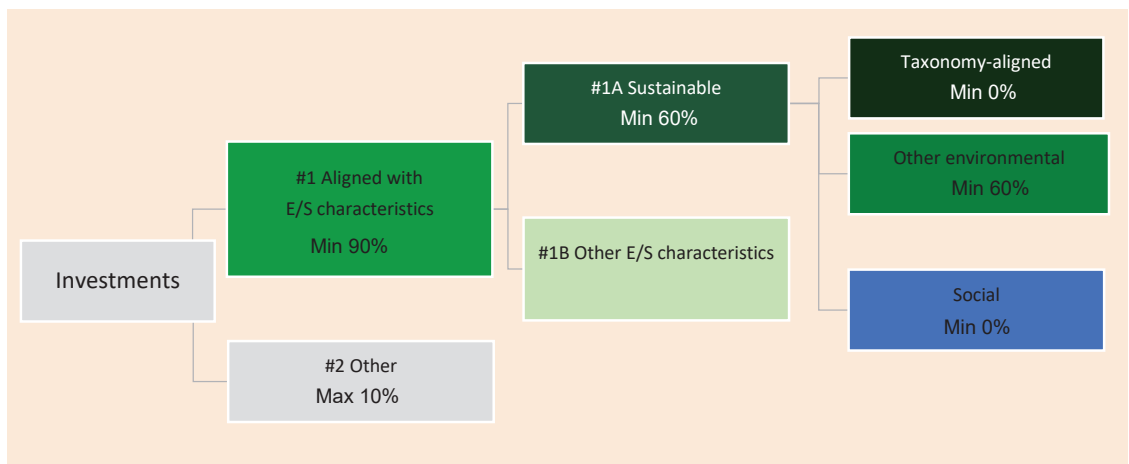 Investments
#1 Aligned with
E/S characteristics
Min 90%
#2 Other
Max 10%
#1A Sustainable
Min 60%
#1B Other E/S characteristics
Taxonomy-aligned
Min 0%
Other environmental
Min 60%
Social
Min 0%